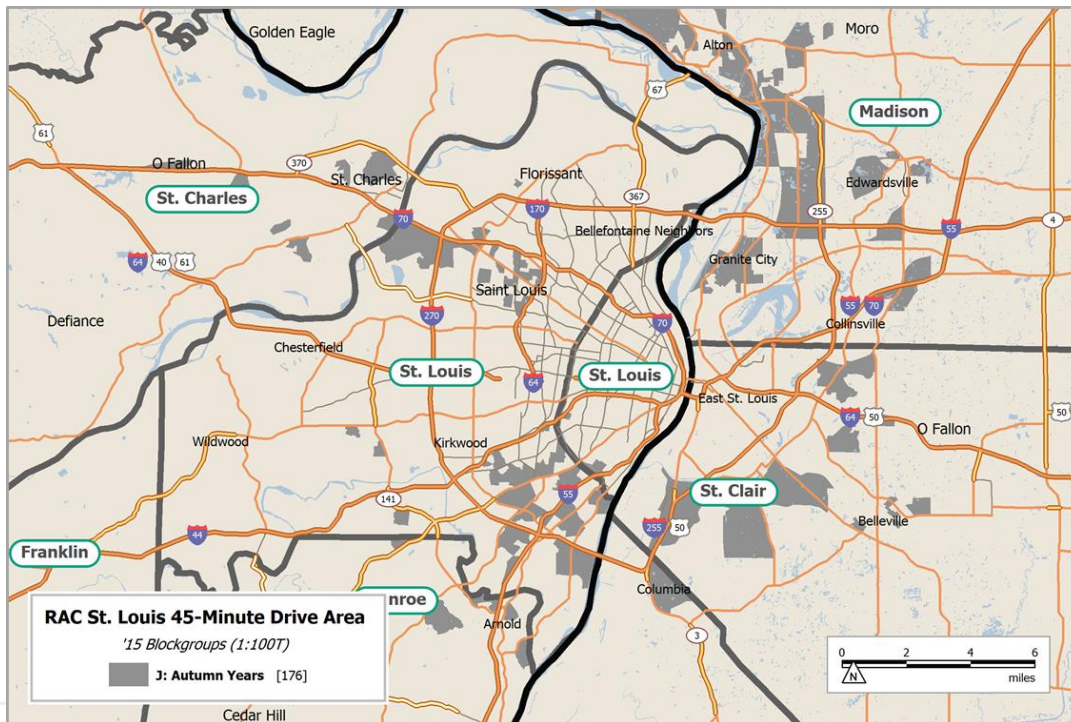 Golden Eagle
Alton
Moro
67
61
Madison
O Fallon
370
St. Charles
Florissant
Edwardsville
St. Charles
367
170
255
4
70
Bellefontaine Neighbors
55
64
40
61
Granite City
Saint Louis
55
70
270
70
Defiance
Collinsville
Chesterfield
St. Louis
64
St. Louis
East St. Louis
50
64
50
O Fallon
Wildwood
Kirkwood
St. Clair
141
55
Belleville
255
50
44
Franklin
Columbia
nroe
Arnold
3
RAC St. Louis 45-Minute Drive Area
'15 Blockgroups (1:100T)
J: Autumn Years [176]
0 2 4 6
N
miles
Cedar Hill